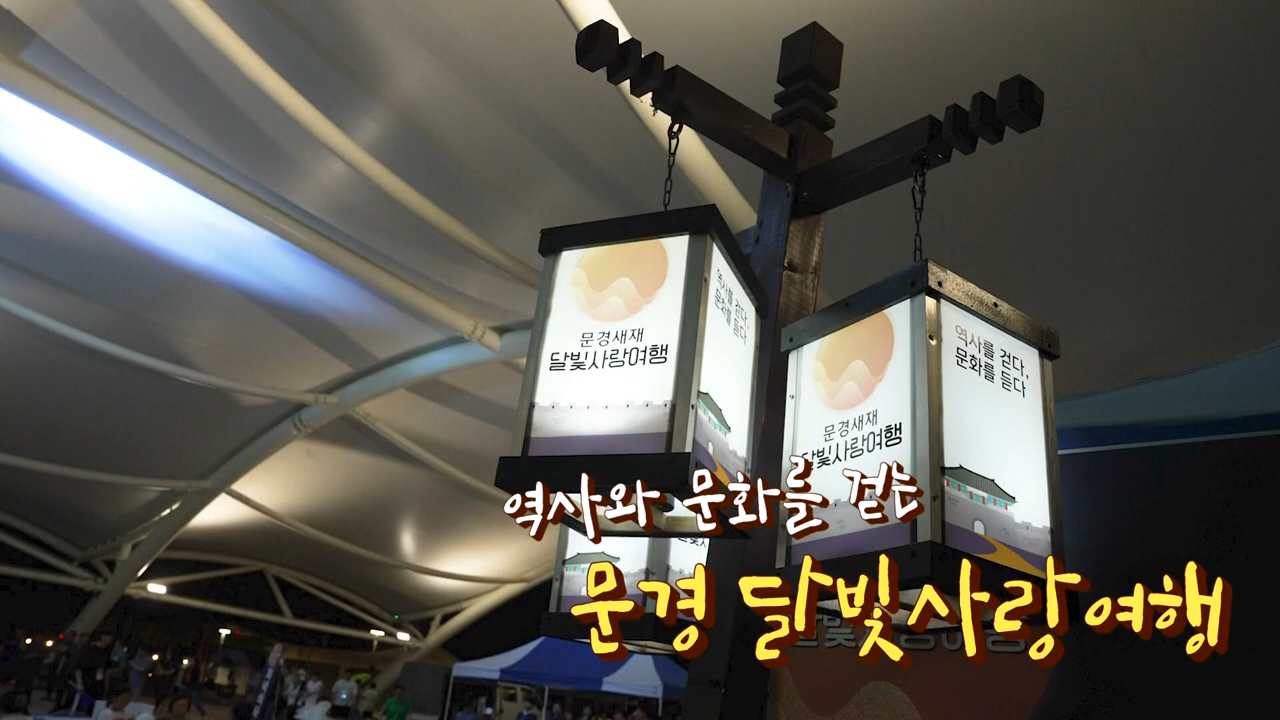 문경새재
달빛사랑여행
역사를 걷다,
문화를 듣다
문경새재
달빛사랑여행
역사를 걷다,
문화를 듣다
역사와 문화를 걷는
문경 달빛사랑여행